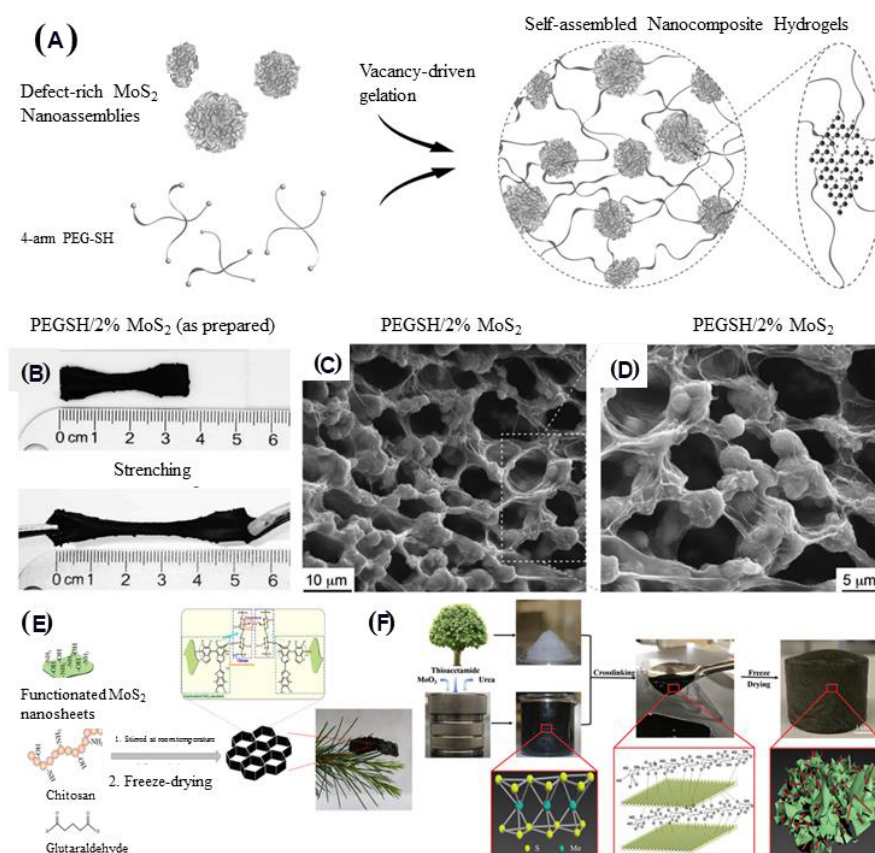 (A)
Self-assembled Nanocomposite Hydrogels
Defect-rich MoS2
Nanoassemblies
Vacancy-driven
gelation
4-arm PEG-SH
PEGSH/2% MoS2 (as prepared)
PEGSH/2% MoS2
PEGSH/2% MoS2
(B)
0 cm 1 2 3 4 5 6
Strenching
0 cm 1 2 3 4 5 6
(C)
10 μm
(D)
5 μm
(E)
Functionated MoS2
nanosheets
Chitosan
Glutaraldehyde
1. Stirred at room temperature
2. Freeze-drying
(F)
Thioacetamide
MoO3
Urea
Crosslinking
Freeze
Drying
S
Mo